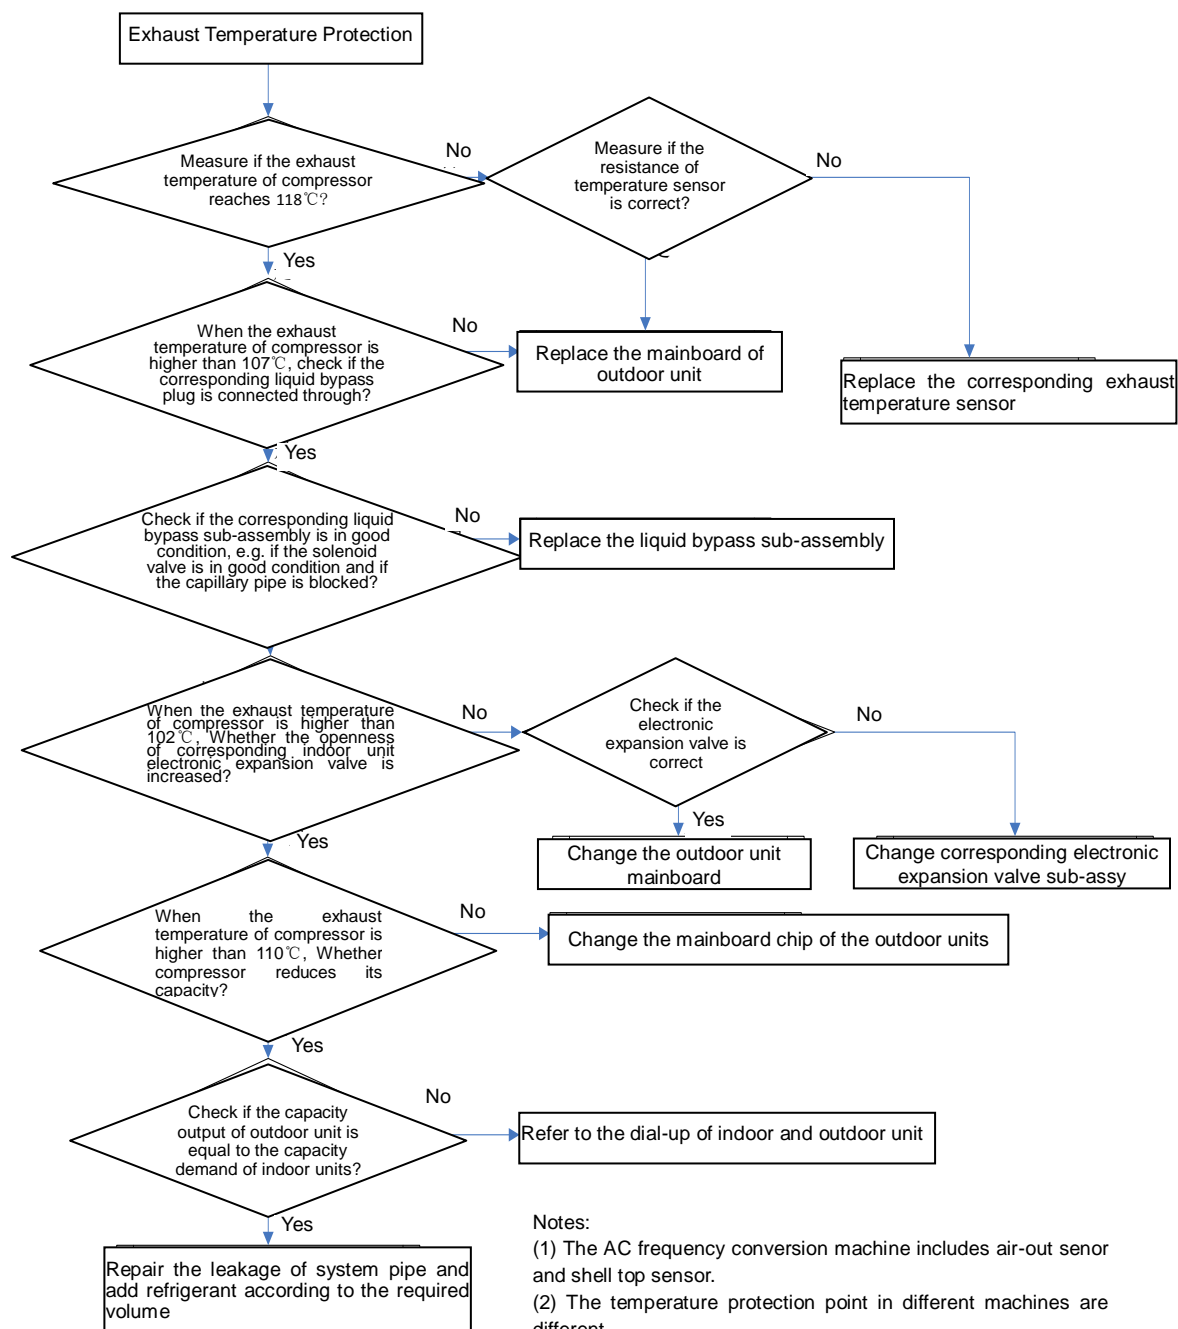 Exhaust Temperature Protection
Measure if the exhaust
temperature of compressor
reaches 118℃?
No
Measure if the
resistance of
temperature sensor
is correct?
No
Yes
When the exhaust
temperature of compressor is
higher than 107℃, check if the
corresponding liquid bypass
plug is connected through?
No
Replace the mainboard of
outdoor unit
Replace the corresponding exhaust
temperature sensor
Yes
Check if the corresponding liquid
bypass sub-assembly is in good
condition, e.g. if the solenoid
valve is in good condition and if
the capillary pipe is blocked?
No
Replace the liquid bypass sub-assembly
When the exhaust temperature
of compressor is higher than
102℃, Whether the openness
of corresponding indoor unit
electronic expansion valve is
increased?
No
Check if the
electronic
expansion valve is
correct
No
Yes
Yes
Change the outdoor unit
mainboard
Change corresponding electronic
expansion valve sub-assy
When the exhaust
temperature of compressor is
higher than 110℃, Whether
compressor reduces its
capacity?
No
Change the mainboard chip of the outdoor units
Yes
Check if the capacity
output of outdoor unit is
equal to the capacity
demand of indoor units?
No
Refer to the dial-up of indoor and outdoor unit
Yes
Repair the leakage of system pipe and
add refrigerant according to the required
volume
Notes:
(1) The AC frequency conversion machine includes air-out senor
and shell top sensor.
(2) The temperature protection point in different machines are